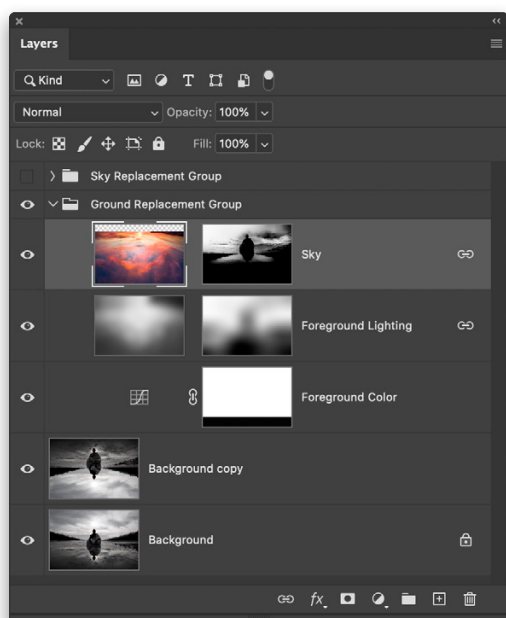 Layers
Kind
T
Normal
Opacity: 100%
Lock:
Fill: 100%
Sky Replacement Group
Ground Replacement Group
Sky
Foreground Lighting
Foreground Color
Background copy
Background
fx